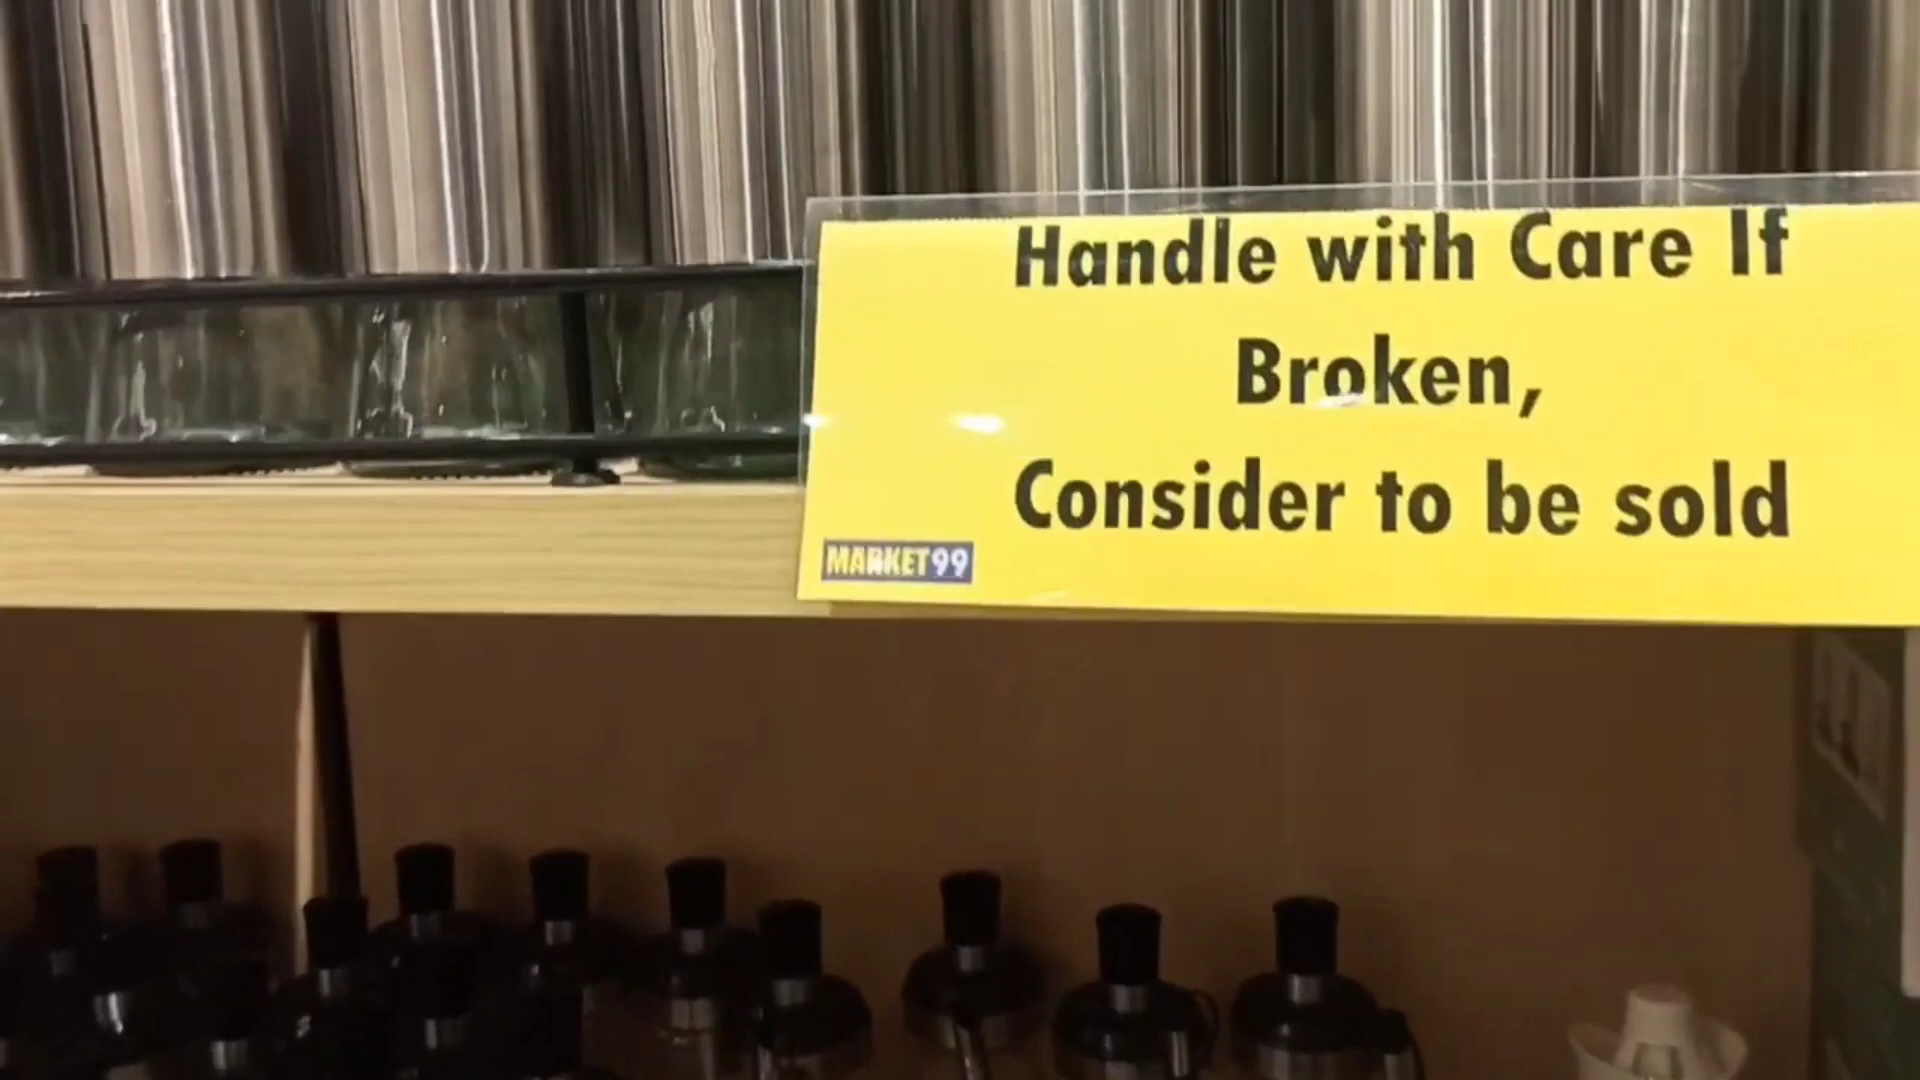 Handle with Care If
Broken,
Consider to be sold
MARKET99